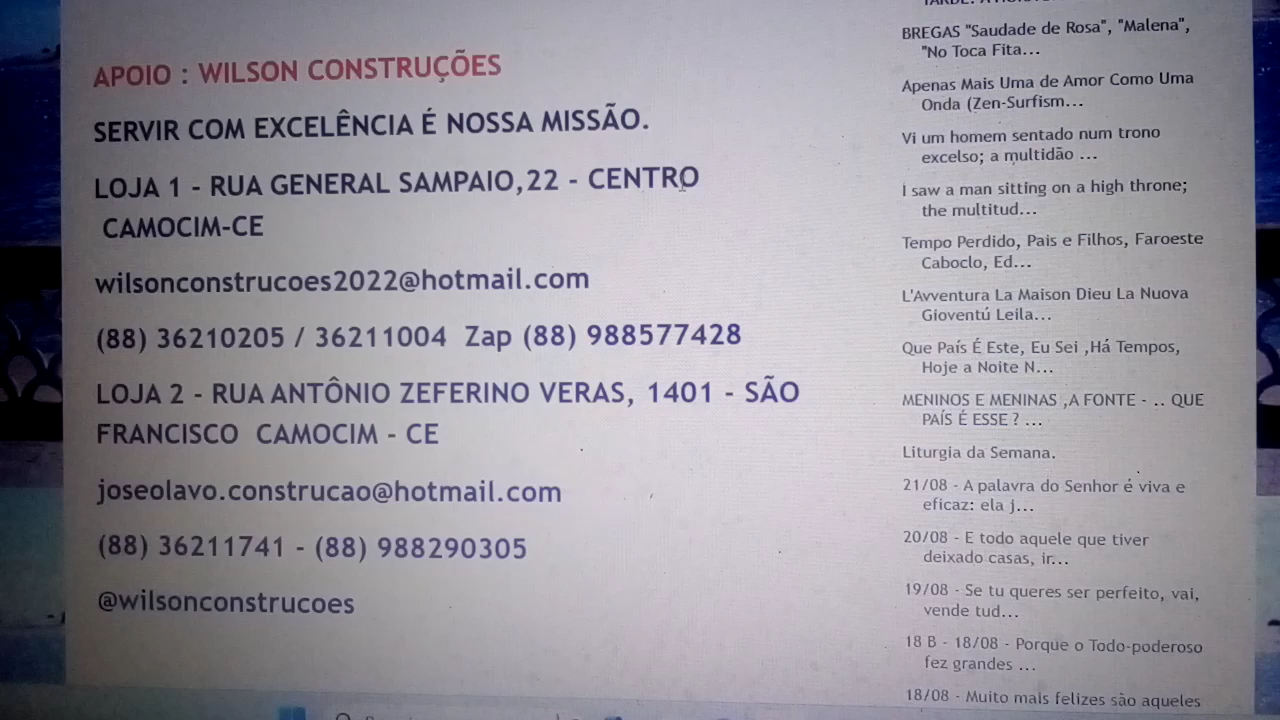 APOIO : WILSON CONSTRUÇÕES
SERVIR COM EXCELÊNCIA É NOSSA MISSÃO.
LOJA 1 - RUA GENERAL SAMPAIO,22 - CENTRO
CAMOCIM-CE
wilsonconstrucoes2022@hotmail.com
(88) 36210205 / 36211004 Zap (88) 988577428
LOJA 2 - RUA ANTÔNIO ZEFERINO VERAS, 1401 - SÃO
FRANCISCO CAMOCIM - CE
joseolavo.construcao@hotmail.com
(88) 36211741 - (88) 988290305
@wilsonconstrucoes
BREGAS "Saudade de Rosa", "Malena",
"No Toca Fita...
Apenas Mais Uma de Amor Como Uma
Onda (Zen-Surfism...
Vi um homem sentado num trono
excelso; a multidão ...
I saw a man sitting on a high throne;
the multitud...
Tempo Perdido, Pais e Filhos, Faroeste
Caboclo, Ed...
L'Avventura La Maison Dieu La Nuova
Gioventú Leila...
Que País É Este, Eu Sei ,Há Tempos,
Hoje a Noite N...
MENINOS E MENINAS ,A FONTE - .. QUE
PAÍS É ESSE ? ...
Liturgia da Semana.
21/08 - A palavra do Senhor é viva e
eficaz: ela j...
20/08 - E todo aquele que tiver
deixado casas, ir...
19/08 - Se tu queres ser perfeito, vai,
vende tud...
18 B - 18/08 - Porque o Todo-poderoso
fez grandes ...
18/08 - Muito mais felizes são aqueles